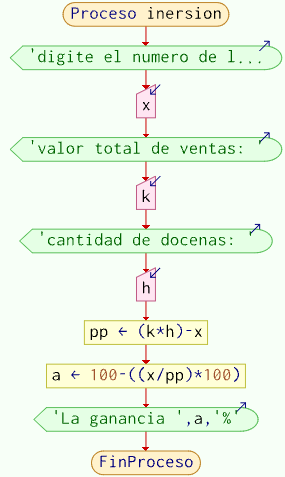 Proceso inersion
'digite el numero de l...
x
'valor total de ventas: '
k
'cantidad de docenas: '
h
pp ← (k*h)-x
a ← 100-((x/pp)*100)
'La ganancia ',a,'%'
FinProceso